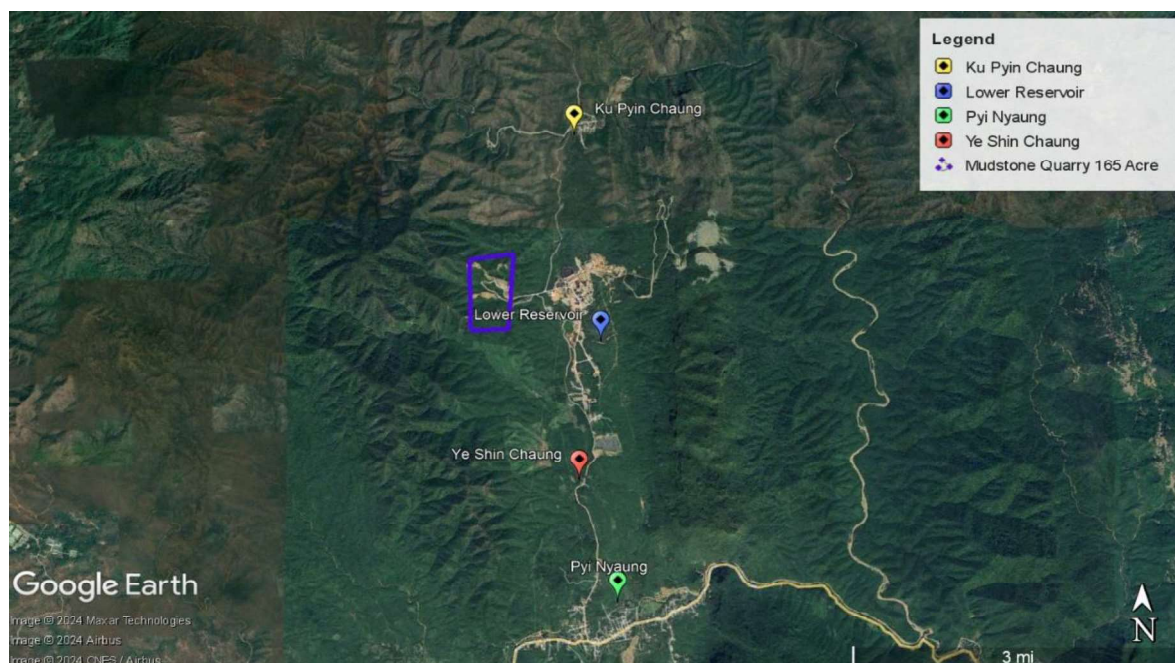 Legend
Ku Pyin Chaung
Lower Reservoir
Pyi Nyaung
Ye Shin Chaung
Mudstone Quarry 165 Acre
Ku Pyin Chaung
Lower Reservoir
Ye Shin Chaung
Pyi Nyaung
Google Earth
Image © 2024 Maxar Technologies
Image © 2024 Airbus
Image © 2024 CNES / Airbus
N
3 mi